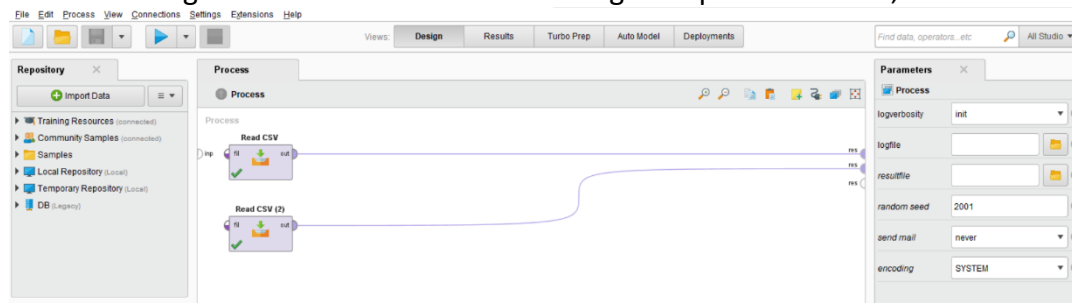 File Edit Process View Connections Settings Extensions Help
Views: Design Results Turbo Prep Auto Model Deployments
Find data, operators...etc All Studio
Repository
Import Data
Training Resources (connected)
Community Samples (connected)
Samples
Local Repository (Local)
Temporary Repository (Local)
DB (Legacy)
Process
Process
Process
Read CSV
inp fil out res
res
res
Read CSV (2)
fil out
Parameters
Process
logverbosity init
logfile
resultfile
random seed 2001
send mail never
encoding SYSTEM